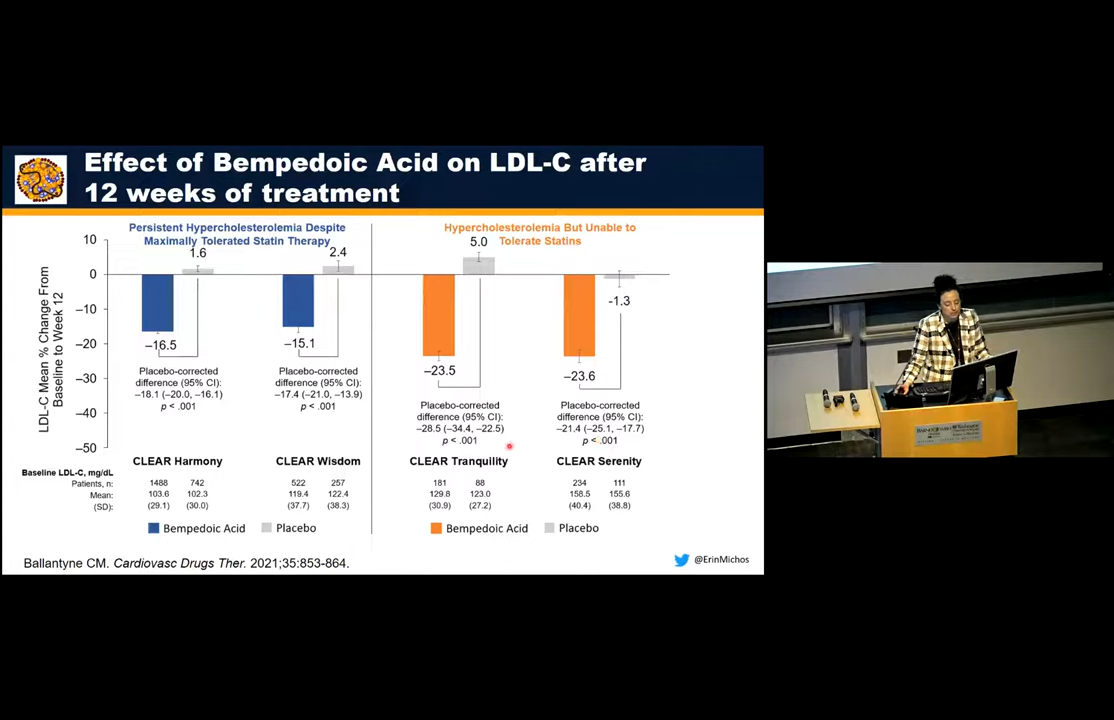 Effect of Bempedoic Acid on LDL-C after
12 weeks of treatment
Persistent Hypercholesterolemia Despite
Maximally Tolerated Statin Therapy
Hypercholesterolemia But Unable to
Tolerate Statins
LDL-C Mean % Change From
Baseline to Week 12
10
0
–10
–20
–30
–40
–50
1.6
–16.5
2.4
–15.1
5.0
–23.5
-1.3
–23.6
Placebo-corrected
difference (95% CI):
–18.1 (–20.0, –16.1)
p < .001
Placebo-corrected
difference (95% CI):
–17.4 (–21.0, –13.9)
p < .001
Placebo-corrected
difference (95% CI):
–28.5 (–34.4, –22.5)
p < .001
Placebo-corrected
difference (95% CI):
–21.4 (–25.1, –17.7)
p < .001
CLEAR Harmony CLEAR Wisdom CLEAR Tranquility CLEAR Serenity
Baseline LDL-C, mg/dL
Patients, n: 1488 742 522 257 181 88 234 111
Mean: 103.6 102.3 119.4 122.4 129.8 123.0 158.5 155.6
(SD): (29.1) (30.0) (37.7) (38.3) (30.9) (27.2) (40.4) (38.8)
Bempedoic Acid Placebo Bempedoic Acid Placebo
Ballantyne CM. Cardiovasc Drugs Ther. 2021;35:853-864.
@ErinMichos